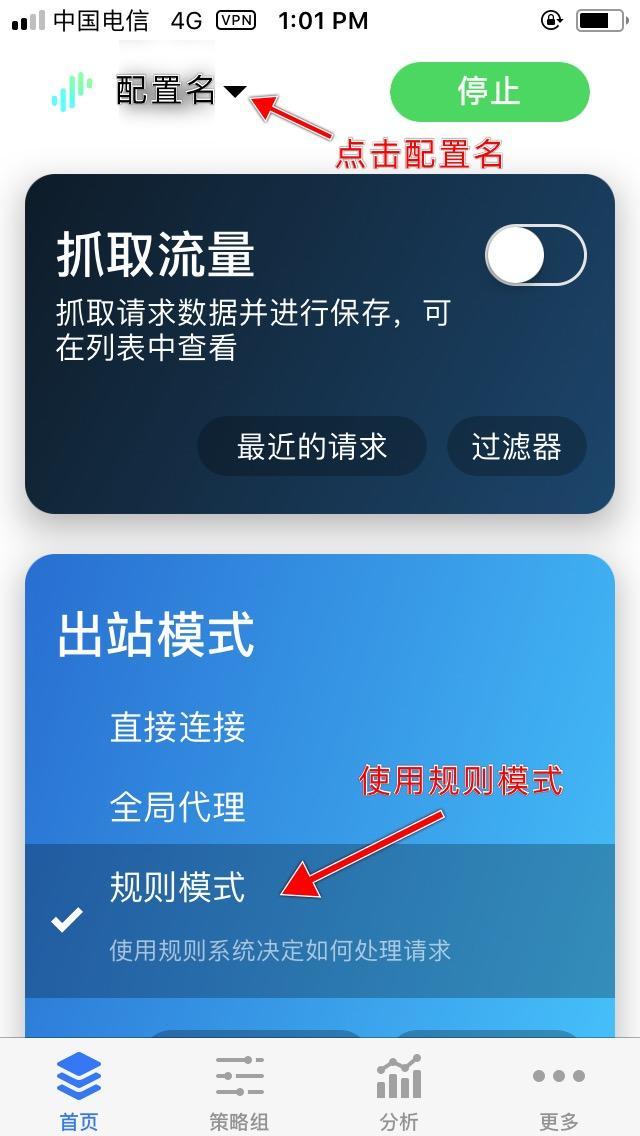 中国电信 4G VPN 1:01 PM
配置名 停止
点击配置名
抓取流量
抓取请求数据并进行保存，可
在列表中查看
最近的请求 过滤器
出站模式
直接连接
使用规则模式
全局代理
规则模式
使用规则系统决定如何处理请求
首页 策略组 分析 更多